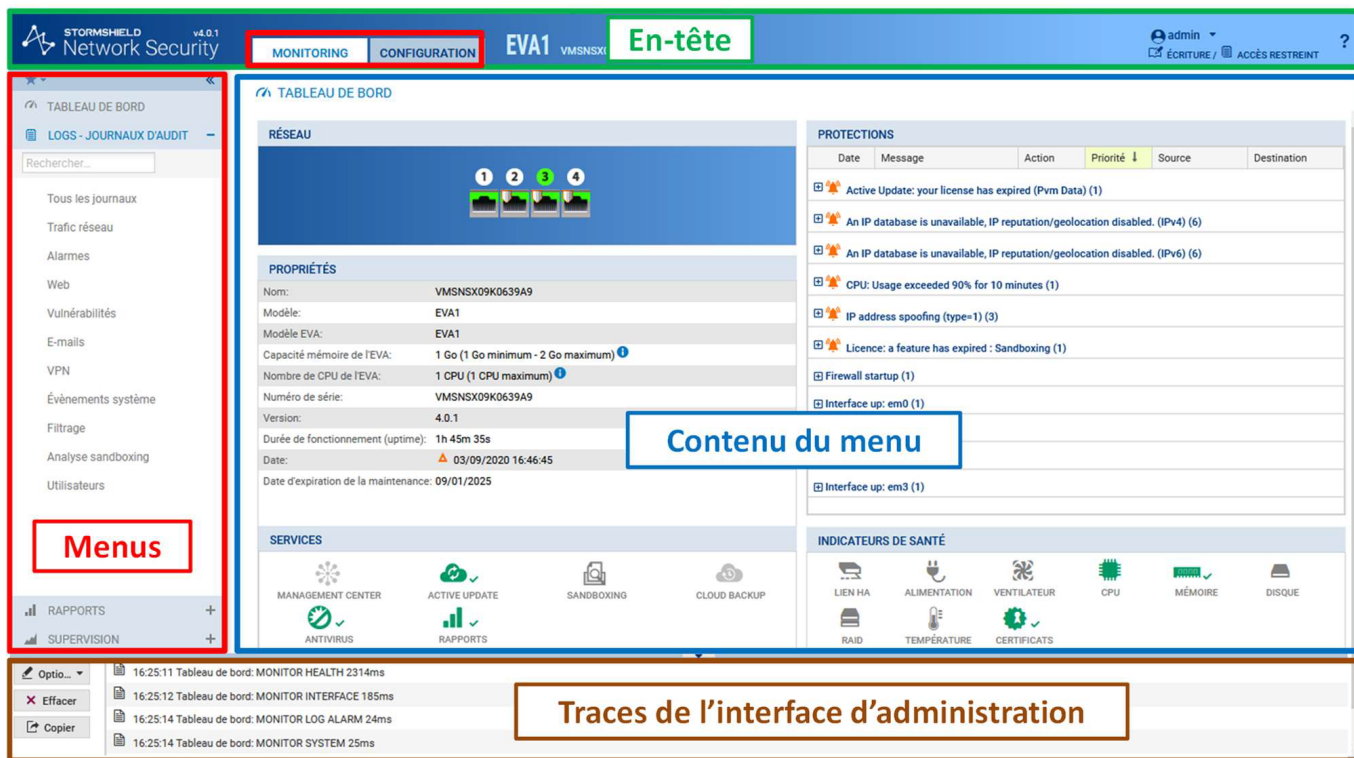 STORMSHIELD v4.0.1
Network Security
MONITORING CONFIGURATION
EVA1
En-tête
admin
ÉCRITURE / ACCÈS RESTREINT
?
TABLEAU DE BORD
LOGS - JOURNAUX D'AUDIT
Rechercher...
Tous les journaux
Trafic réseau
Alarmes
Web
Vulnérabilités
E-mails
VPN
Évènements système
Filtrage
Analyse sandboxing
Utilisateurs
Menus
RAPPORTS
SUPERVISION
TABLEAU DE BORD
RÉSEAU
1 2 3 4
PROPRIÉTÉS
Nom: VMSNSX09K0639A9
Modèle: EVA1
Modèle EVA: EVA1
Capacité mémoire de l'EVA: 1 Go (1 Go minimum - 2 Go maximum)
Nombre de CPU de l'EVA: 1 CPU (1 CPU maximum)
Numéro de série: VMSNSX09K0639A9
Version: 4.0.1
Durée de fonctionnement (uptime): 1h 45m 35s
Date: 03/09/2020 16:46:45
Date d'expiration de la maintenance: 09/01/2025
Contenu du menu
SERVICES
MANAGEMENT CENTER ACTIVE UPDATE SANDBOXING CLOUD BACKUP
ANTIVIRUS RAPPORTS
PROTECTIONS
Date Message Action Priorité Source Destination
Active Update: your license has expired (Pvm Data) (1)
An IP database is unavailable, IP reputation/geolocation disabled. (IPv4) (6)
An IP database is unavailable, IP reputation/geolocation disabled. (IPv6) (6)
CPU: Usage exceeded 90% for 10 minutes (1)
IP address spoofing (type=1) (3)
Licence: a feature has expired : Sandboxing (1)
Firewall startup (1)
Interface up: em0 (1)
Interface up: em3 (1)
INDICATEURS DE SANTÉ
LIEN HA ALIMENTATION VENTILATEUR CPU MÉMOIRE DISQUE
RAID TEMPÉRATURE CERTIFICATS
Optio...
Effacer
Copier
16:25:11 Tableau de bord: MONITOR HEALTH 2314ms
16:25:12 Tableau de bord: MONITOR INTERFACE 185ms
16:25:14 Tableau de bord: MONITOR LOG ALARM 24ms
16:25:14 Tableau de bord: MONITOR SYSTEM 25ms
Traces de l'interface d'administration